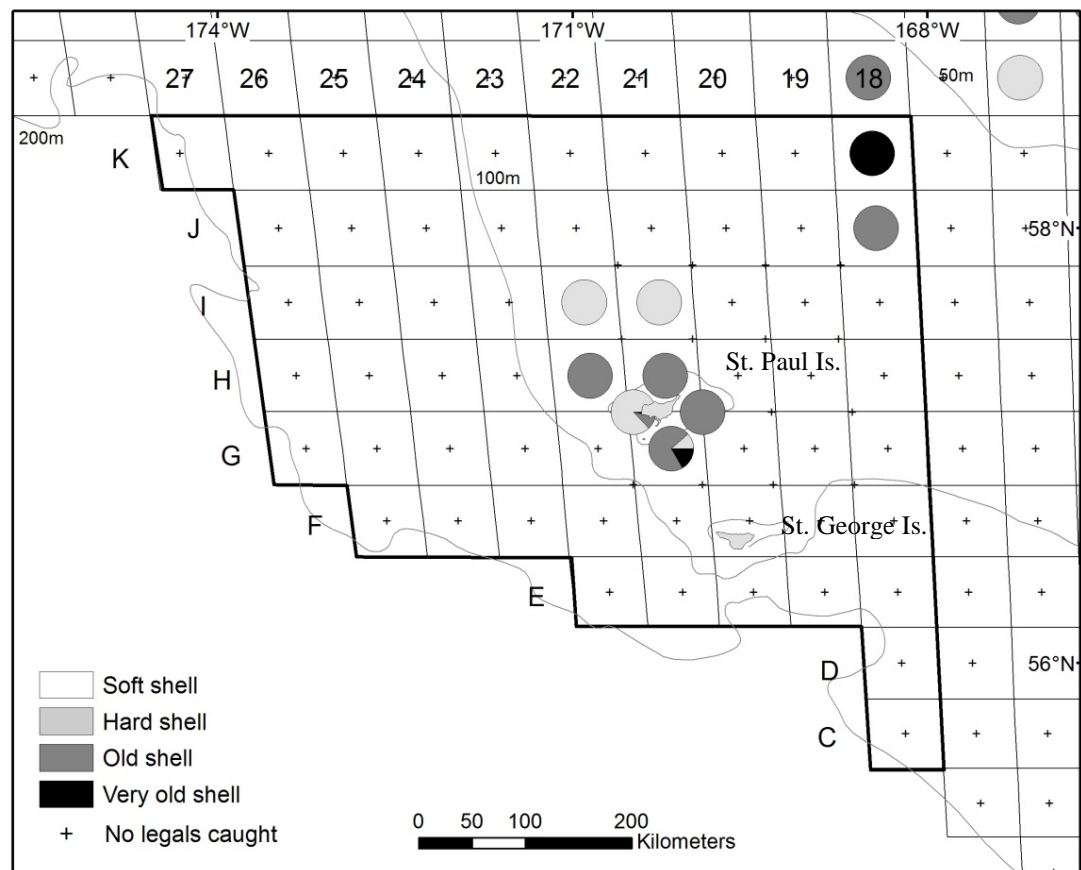 174°W 171°W 168°W
27 26 25 24 23 22 21 20 19 18 50m
200m
K
100m
J 58°N
I
St. Paul Is.
H
G
F St. George Is.
E
D 56°N
C
Soft shell
Hard shell
Old shell
Very old shell
+ No legals caught
0 50 100 200
Kilometers